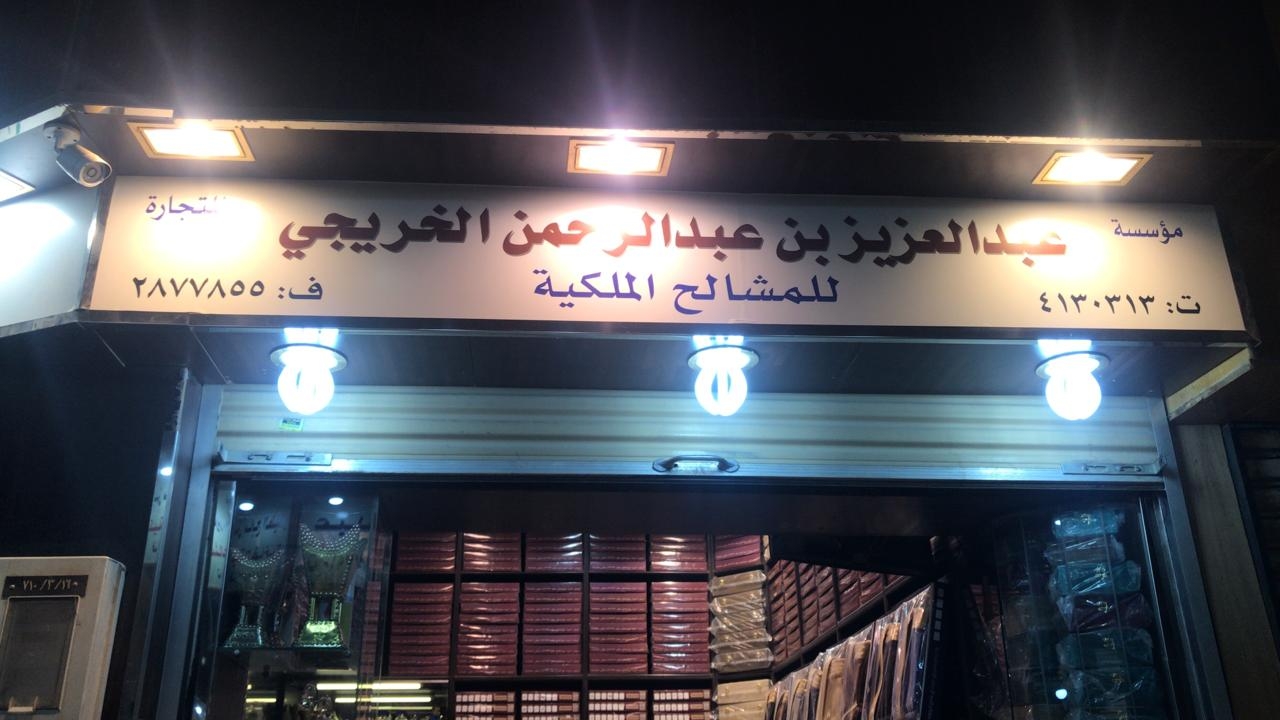 مؤسسة عبدالعزيز بن عبدالرحمن الخريجي للتجارة
للمشالح الملكية
ت: ٤١٣٠٣١٣ ف: ٢٨٧٧٨٥٥